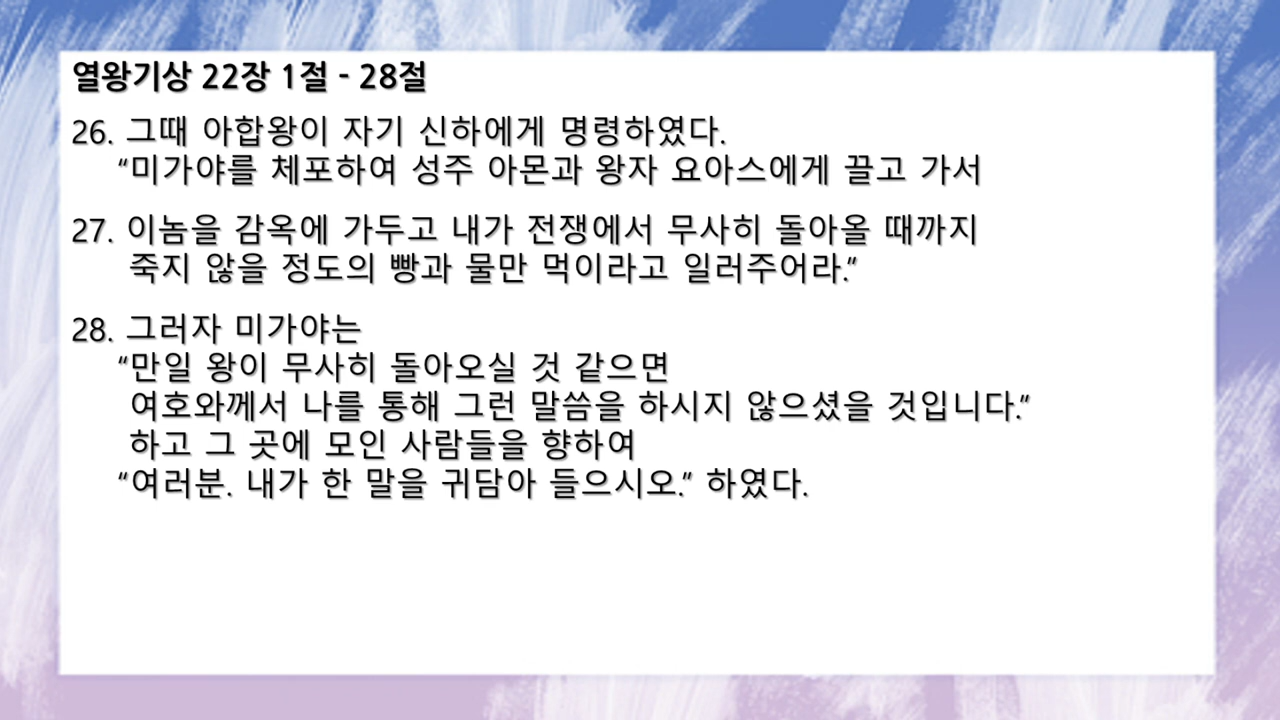 열왕기상 22장 1절 - 28절
26. 그때 아합왕이 자기 신하에게 명령하였다.
“미가야를 체포하여 성주 아몬과 왕자 요아스에게 끌고 가서
27. 이놈을 감옥에 가두고 내가 전쟁에서 무사히 돌아올 때까지
죽지 않을 정도의 빵과 물만 먹이라고 일러주어라.”
28. 그러자 미가야는
“만일 왕이 무사히 돌아오실 것 같으면
여호와께서 나를 통해 그런 말씀을 하시지 않으셨을 것입니다.”
하고 그 곳에 모인 사람들을 향하여
“여러분. 내가 한 말을 귀담아 들으시오.” 하였다.